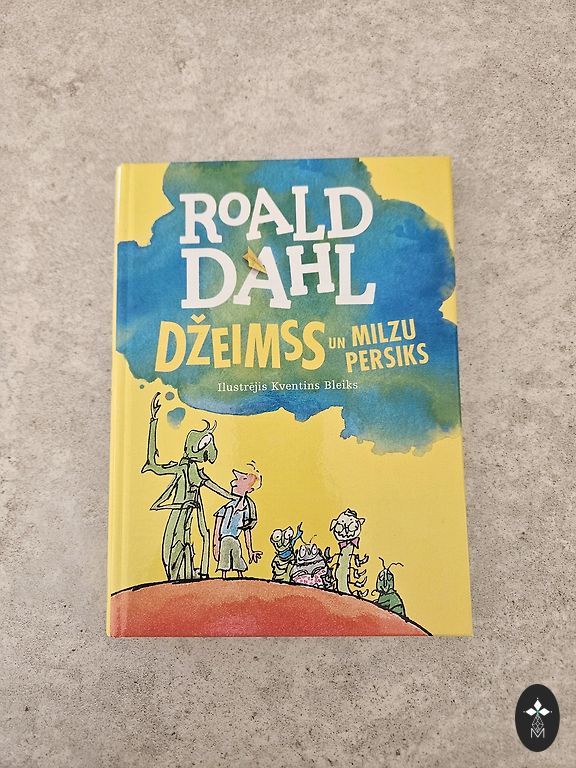 ROALD
DAHL
DŽEIMSS UN MILZU
PERSIKS
Ilustrējis Kventins Bleiks
M